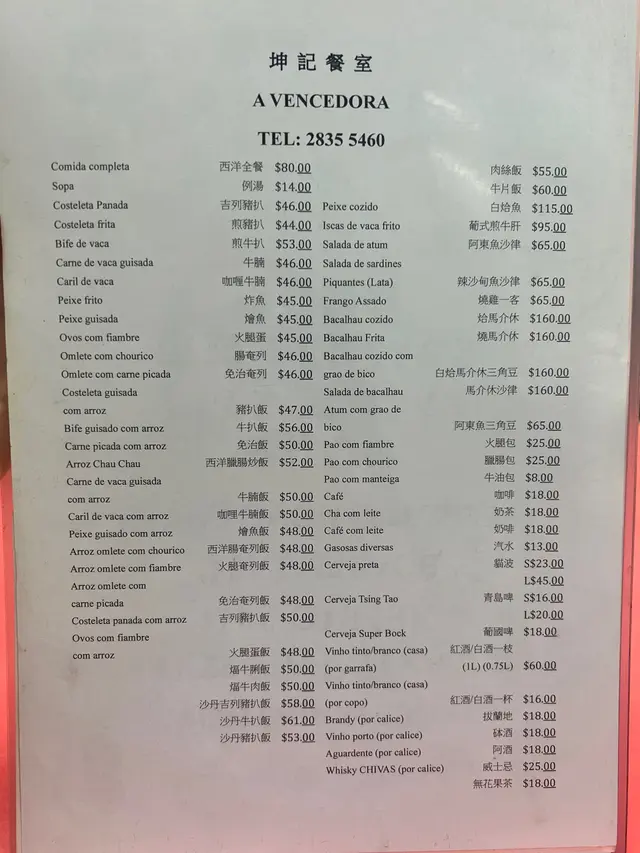 坤記餐室
A VENCEDORA
TEL: 2835 5460
Comida completa 西洋全餐 $80.00
Sopa 例湯 $14.00
Costeleta Panada 吉列豬扒 $46.00
Costeleta frita 煎豬扒 $44.00
Bife de vaca 煎牛扒 $53.00
Carne de vaca guisada 牛腩 $46.00
Caril de vaca 咖喱牛腩 $46.00
Peixe frito 炸魚 $45.00
Peixe guisada 燴魚 $45.00
Ovos com fiambre 火腿蛋 $45.00
Omlete com chourico 腸奄列 $46.00
Omlete com carne picada 免治奄列 $46.00
Costeleta guisada
com arroz 豬扒飯 $47.00
Bife guisado com arroz 牛扒飯 $56.00
Carne picada com arroz 免治飯 $50.00
Arroz Chau Chau 西洋臘腸炒飯 $52.00
Carne de vaca guisada
com arroz 牛腩飯 $50.00
Caril de vaca com arroz 咖哩牛腩飯 $50.00
Peixe guisado com arroz 燴魚飯 $48.00
Arroz omlete com chourico 西洋腸奄列飯 $48.00
Arroz omlete com fiambre 火腿奄列飯 $48.00
Arroz omlete com
carne picada 免治奄列飯 $48.00
Costeleta panada com arroz 吉列豬扒飯 $50.00
Ovos com fiambre
com arroz 火腿蛋飯 $48.00
煏牛脷飯 $50.00
煏牛肉飯 $50.00
沙丹吉列豬扒飯 $58.00
沙丹牛扒飯 $61.00
沙丹豬扒飯 $53.00
肉絲飯 $55.00
牛片飯 $60.00
Peixe cozido 白烚魚 $115.00
Iscas de vaca frito 葡式煎牛肝 $95.00
Salada de atum 阿東魚沙律 $65.00
Salada de sardines
Piquantes (Lata) 辣沙甸魚沙律 $65.00
Frango Assado 燒雞一客 $65.00
Bacalhau cozido 烚馬介休 $160.00
Bacalhau Frita 燒馬介休 $160.00
Bacalhau cozido com
grao de bico 白烚馬介休三角豆 $160.00
Salada de bacalhau 馬介休沙律 $160.00
Atum com grao de
bico 阿東魚三角豆 $65.00
Pao com fiambre 火腿包 $25.00
Pao com chourico 臘腸包 $25.00
Pao com manteiga 牛油包 $8.00
Café 咖啡 $18.00
Cha com leite 奶茶 $18.00
Café com leite 奶啡 $18.00
Gasosas diversas 汽水 $13.00
Cerveja preta 貓波 S$23.00
L$45.00
Cerveja Tsing Tao 青島啤 S$16.00
L$20.00
Cerveja Super Bock 葡國啤 $18.00
Vinho tinto/branco (casa) 紅酒/白酒一枝
(por garrafa) (1L) (0.75L) $60.00
Vinho tinto/branco (casa)
(por copo) 紅酒/白酒一杯 $16.00
Brandy (por calice) 拔蘭地 $18.00
Vinho porto (por calice) 砵酒 $18.00
Aguardente (por calice) 阿酒 $18.00
Whisky CHIVAS (por calice) 威士忌 $25.00
無花果茶 $18.00